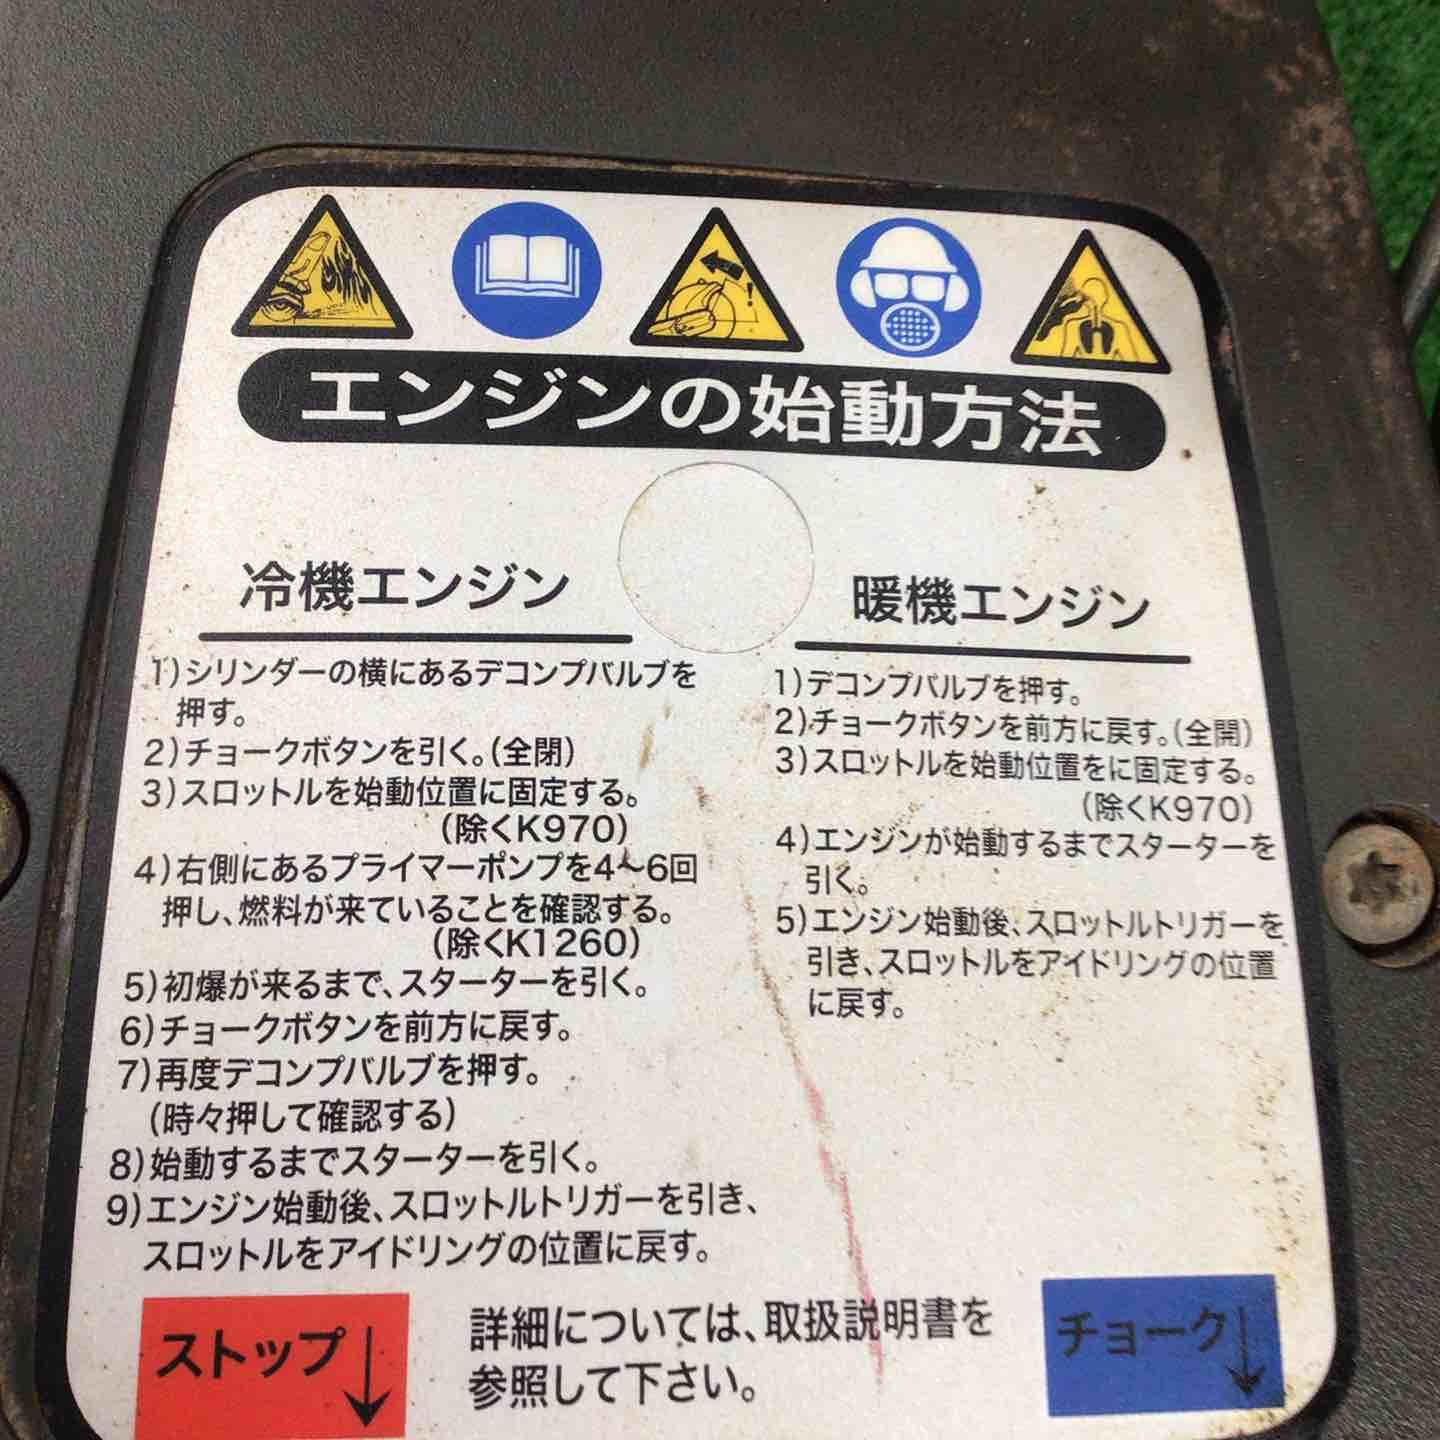 エンジンの始動方法
冷機エンジン
1)シリンダーの横にあるデコンプバルブを
押す。
2)チョークボタンを引く。(全閉)
3)スロットルを始動位置に固定する。
(除くK970)
4)右側にあるプライマーポンプを4〜6回
押し、燃料が来ていることを確認する。
(除くK1260)
5)初爆が来るまで、スターターを引く。
6)チョークボタンを前方に戻す。
7)再度デコンプバルブを押す。
(時々押して確認する)
8)始動するまでスターターを引く。
9)エンジン始動後、スロットルトリガーを引き、
スロットルをアイドリングの位置に戻す。
暖機エンジン
1)デコンプバルブを押す。
2)チョークボタンを前方に戻す。(全開)
3)スロットルを始動位置をに固定する。
(除くK970)
4)エンジンが始動するまでスターターを
引く。
5)エンジン始動後、スロットルトリガーを
引き、スロットルをアイドリングの位置
に戻す。
ストップ↓
詳細については、取扱説明書を
参照して下さい。
チョーク↓